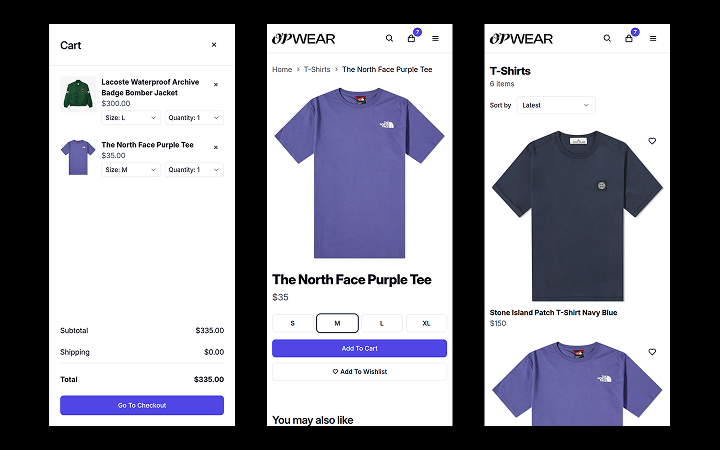 Cart
Lacoste Waterproof Archive
Badge Bomber Jacket
$300.00
Size: L
Quantity: 1
The North Face Purple Tee
$35.00
Size: M
Quantity: 1
Subtotal
$335.00
Shipping
$0.00
Total
$335.00
Go To Checkout
OPWEAR
7
Home > T-Shirts > The North Face Purple Tee
The North Face Purple Tee
$35
S
M
L
XL
Add To Cart
Add To Wishlist
You may also like
OPWEAR
7
T-Shirts
6 items
Sort by
Latest
Stone Island Patch T-Shirt Navy Blue
$150